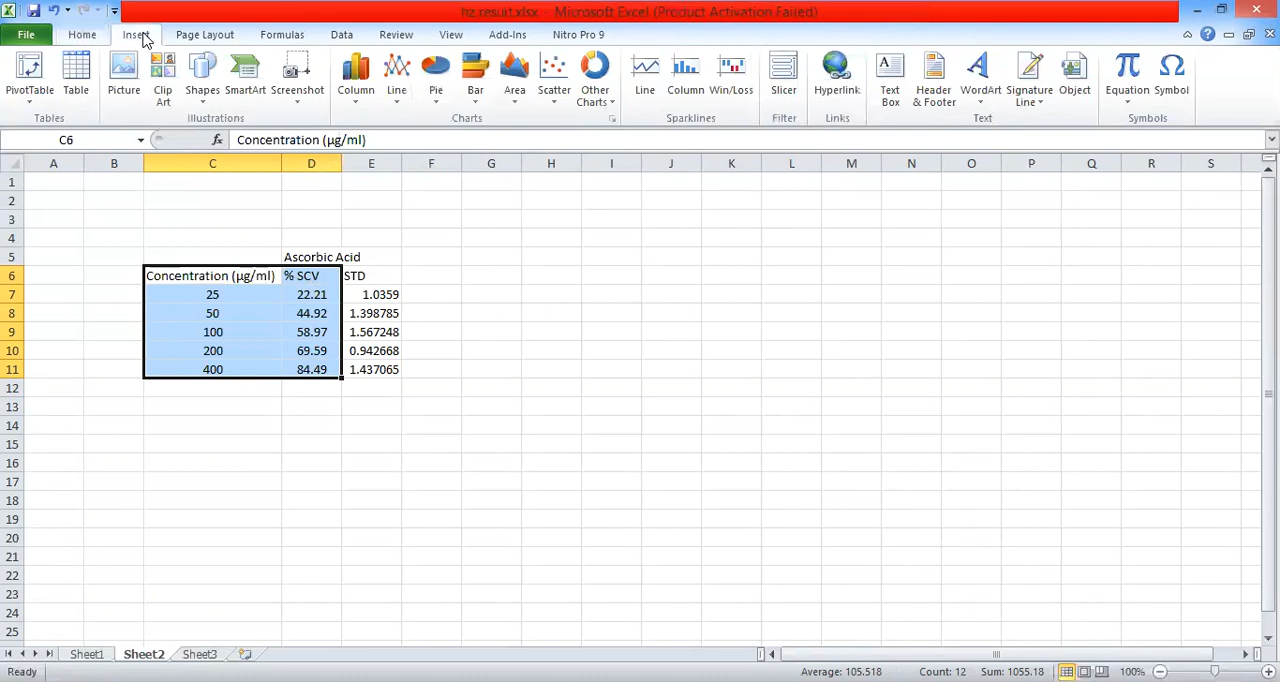 hz result.xlsx - Microsoft Excel (Product Activation Failed)
File Home Insert Page Layout Formulas Data Review View Add-Ins Nitro Pro 9
PivotTable Table Picture Clip Art Shapes SmartArt Screenshot Column Line Pie Bar Area Scatter Other Charts Line Column Win/Loss Slicer Hyperlink Text Box Header & Footer WordArt Signature Line Object Equation Symbol
Tables Illustrations Charts Sparklines Filter Links Text Symbols
C6 fx Concentration (µg/ml)
A B C D E F G H I J K L M N O P Q R S
1
2
3
4
5 Ascorbic Acid
6 Concentration (µg/ml) % SCV STD
7 25 22.21 1.0359
8 50 44.92 1.398785
9 100 58.97 1.567248
10 200 69.59 0.942668
11 400 84.49 1.437065
12
13
14
15
16
17
18
19
20
21
22
23
24
25
Sheet1 Sheet2 Sheet3
Ready Average: 105.518 Count: 12 Sum: 1055.18 100%